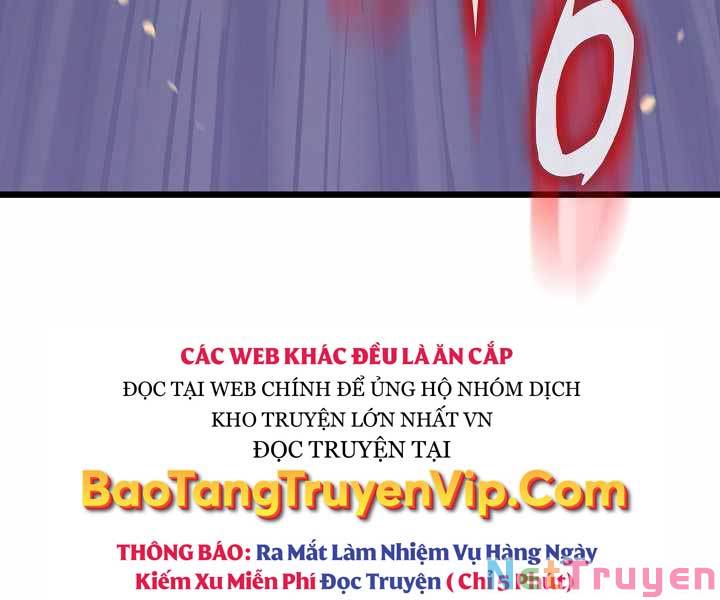 CÁC WEB KHÁC ĐỀU LÀ ĂN CẮP
ĐỌC TẠI WEB CHÍNH ĐỂ ỦNG HỘ NHÓM DỊCH
KHO TRUYỆN LỚN NHẤT VN
ĐỌC TRUYỆN TẠI
BaoTangTruyenVip.Com
THÔNG BÁO: Ra Mắt Làm Nhiệm Vụ Hàng Ngày
Kiếm Xu Miễn Phí Đọc Truyện ( Chỉ 5 Phút)
NetTruyen